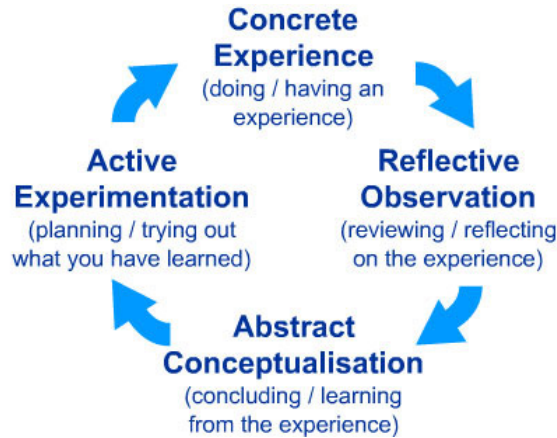 Concrete
Experience
(doing / having an
experience)
Reflective
Observation
(reviewing / reflecting
on the experience)
Abstract
Conceptualisation
(concluding / learning
from the experience)
Active
Experimentation
(planning / trying out
what you have learned)